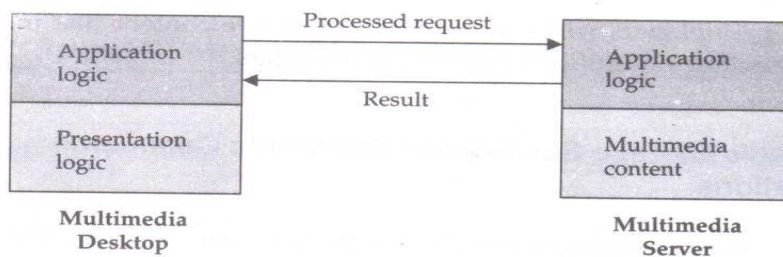 Processed request
Application
logic
Application
logic
Result
Presentation
logic
Multimedia
content
Multimedia
Desktop
Multimedia
Server